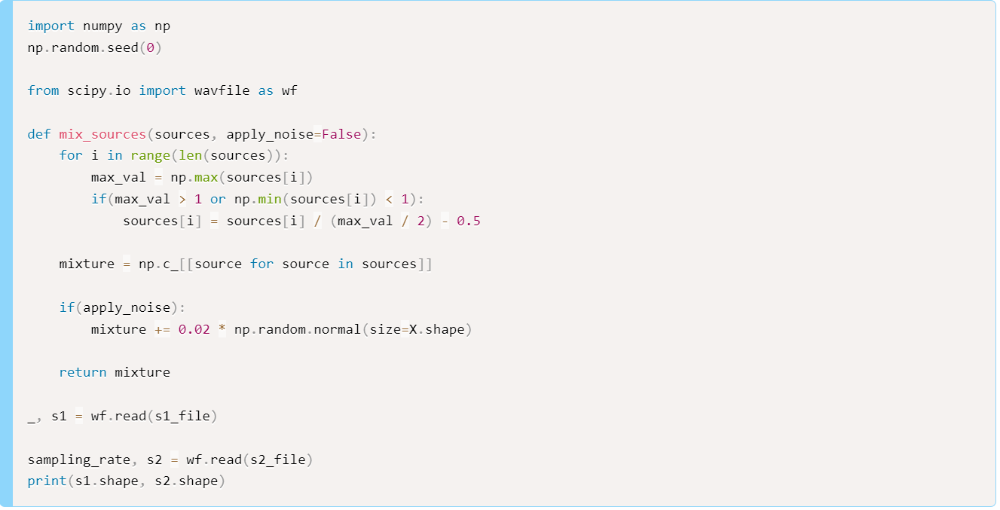 import numpy as np
np.random.seed(0)

from scipy.io import wavfile as wf

def mix_sources(sources, apply_noise=False):
    for i in range(len(sources)):
        max_val = np.max(sources[i])
        if(max_val > 1 or np.min(sources[i]) < 1):
            sources[i] = sources[i] / (max_val / 2) - 0.5

    mixture = np.c_[[source for source in sources]]

    if(apply_noise):
        mixture += 0.02 * np.random.normal(size=X.shape)

    return mixture

_, s1 = wf.read(s1_file)

sampling_rate, s2 = wf.read(s2_file)
print(s1.shape, s2.shape)